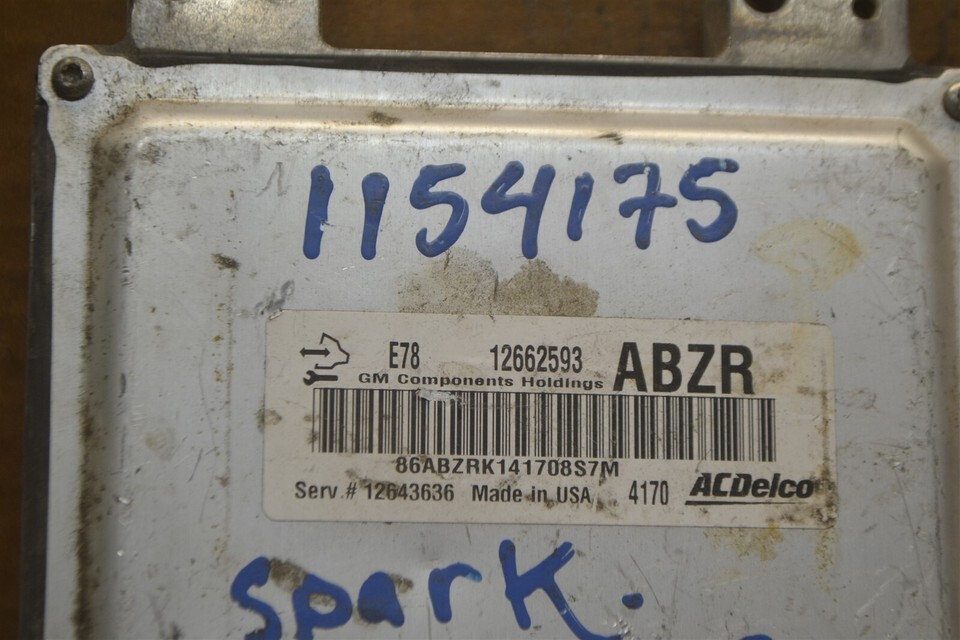 1154175
E78 12662593 ABZR
GM Components Holdings
86ABZRK141708S7M
Serv.# 12643636 Made in USA 4170 ACDelco
spark.